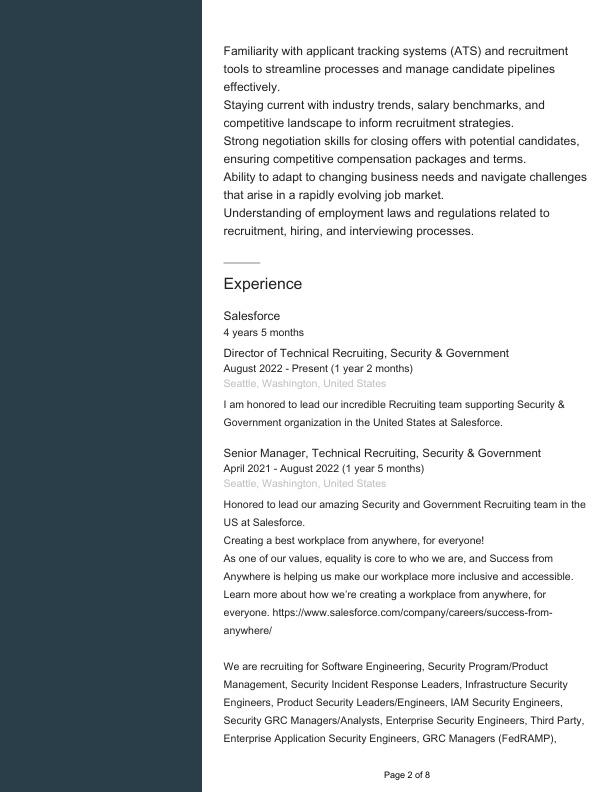 Familiarity with applicant tracking systems (ATS) and recruitment
tools to streamline processes and manage candidate pipelines
effectively.
Staying current with industry trends, salary benchmarks, and
competitive landscape to inform recruitment strategies.
Strong negotiation skills for closing offers with potential candidates,
ensuring competitive compensation packages and terms.
Ability to adapt to changing business needs and navigate challenges
that arise in a rapidly evolving job market.
Understanding of employment laws and regulations related to
recruitment, hiring, and interviewing processes.
Experience
Salesforce
4 years 5 months
Director of Technical Recruiting, Security & Government
August 2022 - Present (1 year 2 months)
Seattle, Washington, United States
I am honored to lead our incredible Recruiting team supporting Security &
Government organization in the United States at Salesforce.
Senior Manager, Technical Recruiting, Security & Government
April 2021 - August 2022 (1 year 5 months)
Seattle, Washington, United States
Honored to lead our amazing Security and Government Recruiting team in the
US at Salesforce.
Creating a best workplace from anywhere, for everyone!
As one of our values, equality is core to who we are, and Success from
Anywhere is helping us make our workplace more inclusive and accessible.
Learn more about how we're creating a workplace from anywhere, for
everyone. https://www.salesforce.com/company/careers/success-from-
anywhere/
We are recruiting for Software Engineering, Security Program/Product
Management, Security Incident Response Leaders, Infrastructure Security
Engineers, Product Security Leaders/Engineers, IAM Security Engineers,
Security GRC Managers/Analysts, Enterprise Security Engineers, Third Party,
Enterprise Application Security Engineers, GRC Managers (FedRAMP),
Page 2 of 8